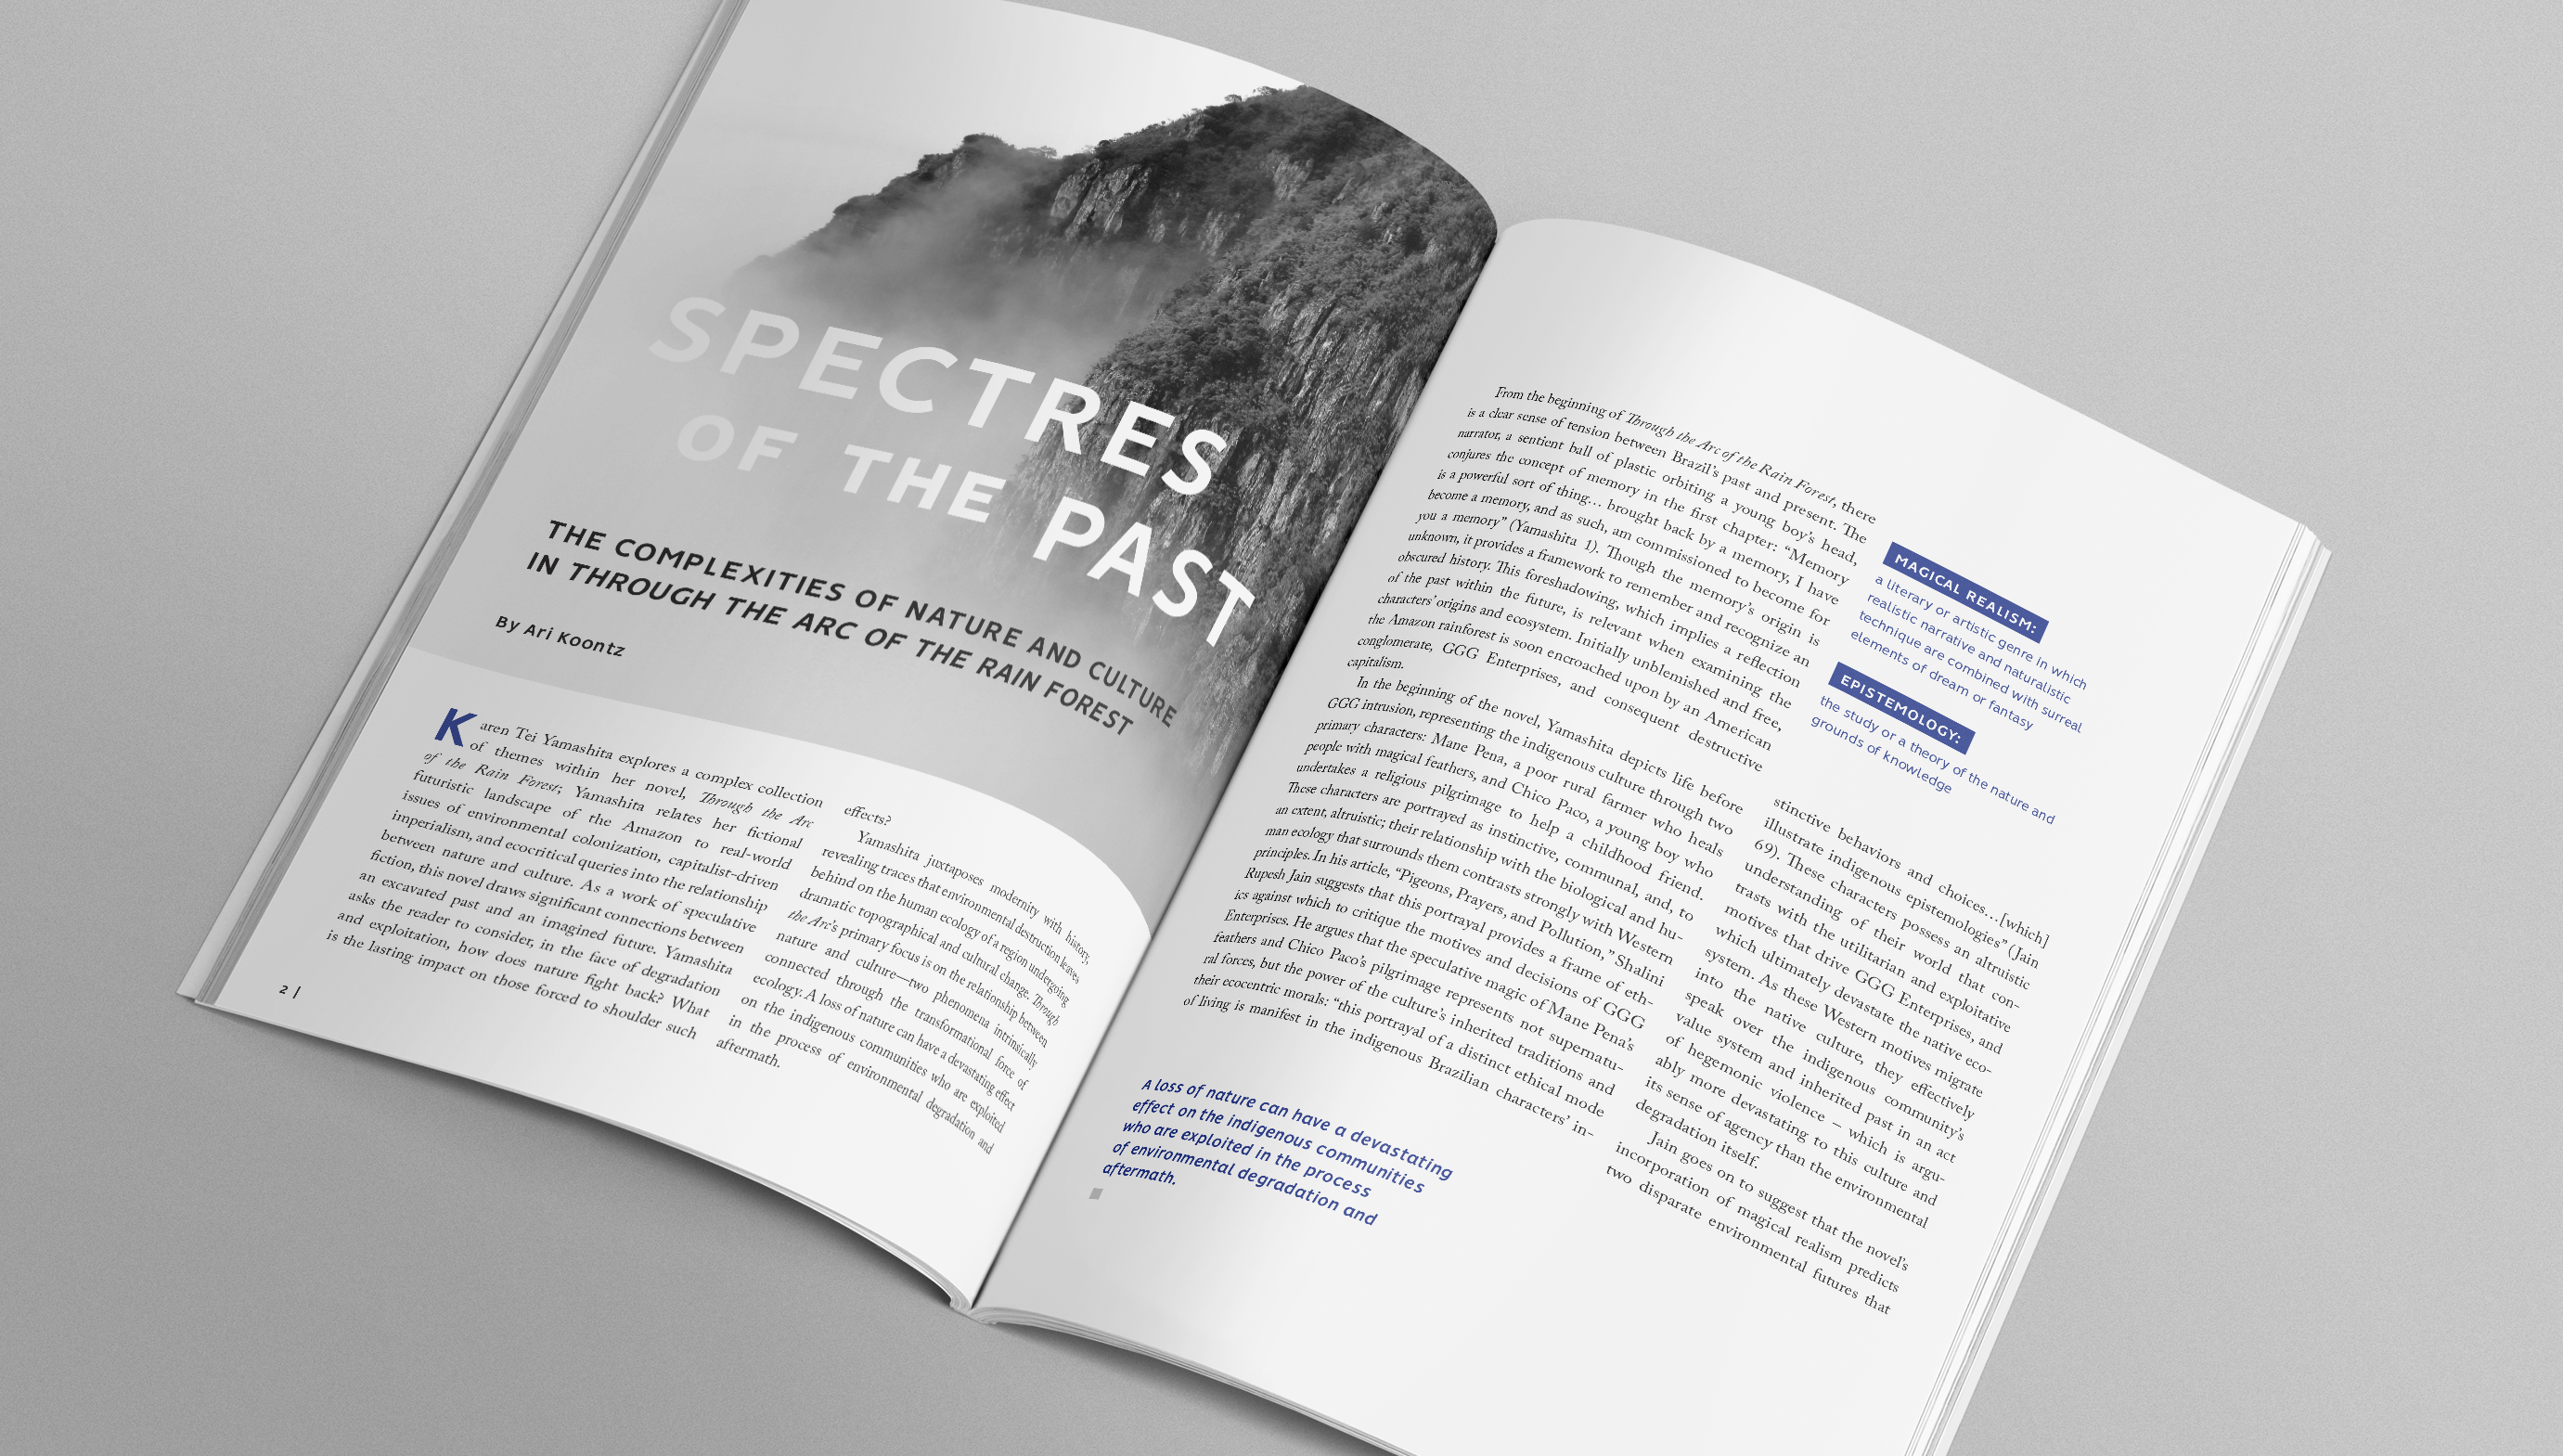 SPECTRES
OF THE PAST
THE COMPLEXITIES OF NATURE AND CULTURE
IN THROUGH THE ARC OF THE RAIN FOREST
By Ari Koontz
Karen Tei Yamashita explores a complex collection
of themes within her novel, Through the Arc
of the Rain Forest; Yamashita relates her fictional
futuristic landscape of the Amazon to real-world
issues of environmental colonization, capitalist-driven
imperialism, and ecocritical queries into the relationship
between nature and culture. As a work of speculative
fiction, this novel draws significant connections between
an excavated past and an imagined future. Yamashita
asks the reader to consider, in the face of degradation
and exploitation, how does nature fight back? What
is the lasting impact on those forced to shoulder such
effects?
Yamashita juxtaposes modernity with history,
revealing traces that environmental destruction leaves
behind on the human ecology of a region undergoing
dramatic topographical and cultural change. Through
the Arc's primary focus is on the relationship between
nature and culture—two phenomena intrinsically
connected through the transformational force of
ecology. A loss of nature can have a devastating effect
on the indigenous communities who are exploited
in the process of environmental degradation and
aftermath.
2 |
From the beginning of Through the Arc of the Rain Forest, there
is a clear sense of tension between Brazil's past and present. The
narrator, a sentient ball of plastic orbiting a young boy's head,
conjures the concept of memory in the first chapter: “Memory
is a powerful sort of thing… brought back by a memory, I have
become a memory, and as such, am commissioned to become for
you a memory” (Yamashita 1). Though the memory's origin is
unknown, it provides a framework to remember and recognize an
obscured history. This foreshadowing, which implies a reflection
of the past within the future, is relevant when examining the
characters' origins and ecosystem. Initially unblemished and free,
the Amazon rainforest is soon encroached upon by an American
conglomerate, GGG Enterprises, and consequent destructive
capitalism.
In the beginning of the novel, Yamashita depicts life before
GGG intrusion, representing the indigenous culture through two
primary characters: Mane Pena, a poor rural farmer who heals
people with magical feathers, and Chico Paco, a young boy who
undertakes a religious pilgrimage to help a childhood friend.
These characters are portrayed as instinctive, communal, and, to
an extent, altruistic; their relationship with the biological and hu-
man ecology that surrounds them contrasts strongly with Western
principles. In his article, “Pigeons, Prayers, and Pollution,” Shalini
Rupesh Jain suggests that this portrayal provides a frame of eth-
ics against which to critique the motives and decisions of GGG
Enterprises. He argues that the speculative magic of Mane Pena's
feathers and Chico Paco's pilgrimage represents not supernatu-
ral forces, but the power of the culture's inherited traditions and
their ecocentric morals: “this portrayal of a distinct ethical mode
of living is manifest in the indigenous Brazilian characters' in-
A loss of nature can have a devastating
effect on the indigenous communities
who are exploited in the process
of environmental degradation and
aftermath.
MAGICAL REALISM:
a literary or artistic genre in which
realistic narrative and naturalistic
technique are combined with surreal
elements of dream or fantasy
EPISTEMOLOGY:
the study or a theory of the nature and
grounds of knowledge
stinctive behaviors and choices…[which]
illustrate indigenous epistemologies” (Jain
69). These characters possess an altruistic
understanding of their world that con-
trasts with the utilitarian and exploitative
motives that drive GGG Enterprises, and
which ultimately devastate the native eco-
system. As these Western motives migrate
into the native culture, they effectively
speak over the indigenous community's
value system and inherited past in an act
of hegemonic violence – which is argu-
ably more devastating to this culture and
its sense of agency than the environmental
degradation itself.
Jain goes on to suggest that the novel's
incorporation of magical realism predicts
two disparate environmental futures that